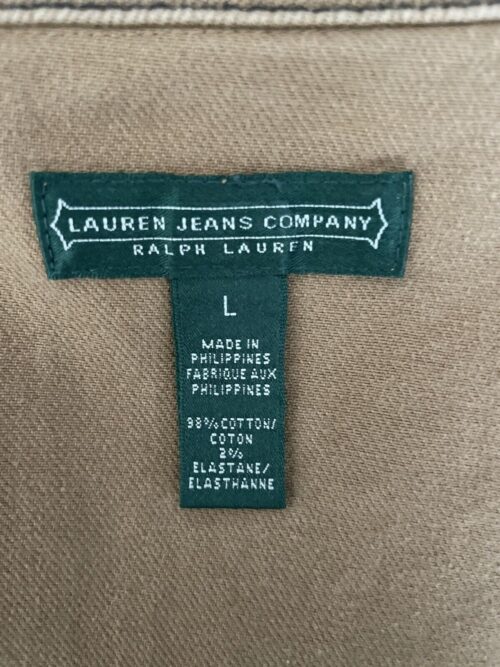 LAUREN JEANS COMPANY
RALPH LAUREN
L
MADE IN
PHILIPPINES
FABRIQUE AUX
PHILIPPINES
98% COTTON/
COTON
2%
ELASTANE/
ELASTHANNE